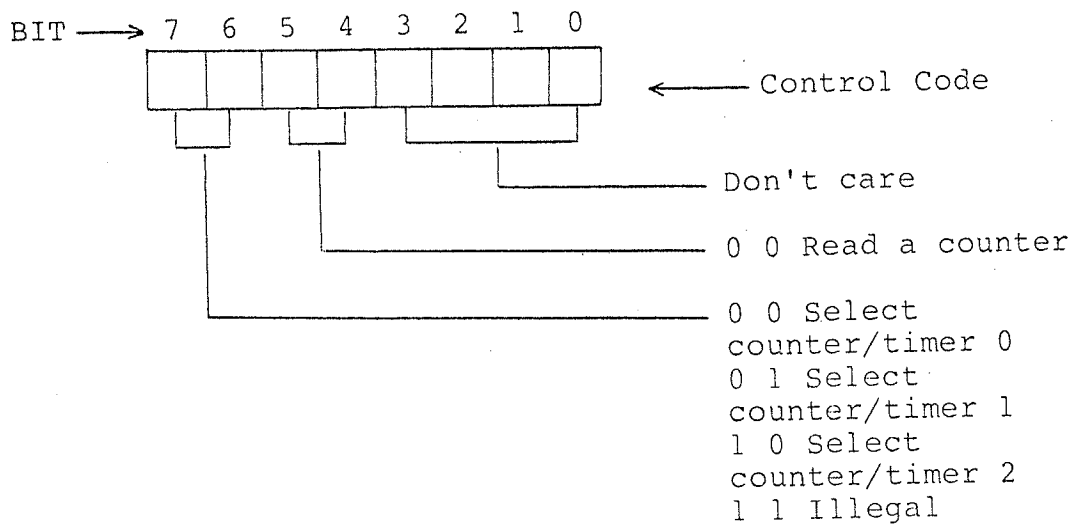 BIT 7 6 5 4 3 2 1 0
Control Code
Don't care
0 0 Read a counter
0 0 Select
counter/timer 0
0 1 Select
counter/timer 1
1 0 Select
counter/timer 2
1 1 Illegal